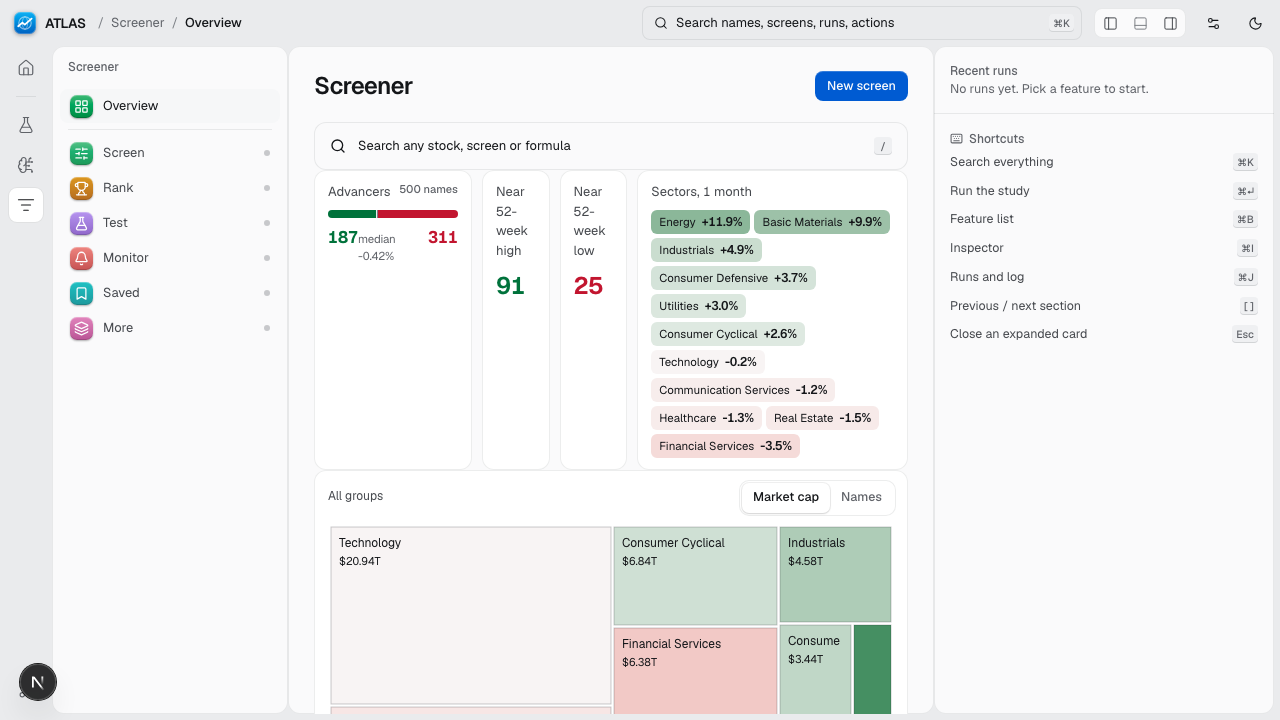 ATLAS / Screener / Overview
Search names, screens, runs, actions ⌘K
Screener
Overview
Screen
Rank
Test
Monitor
Saved
More
N
Screener
New screen
Search any stock, screen or formula /
Advancers 500 names
187 median -0.42% 311
Near 52-week high
91
Near 52-week low
25
Sectors, 1 month
Energy +11.9% Basic Materials +9.9%
Industrials +4.9%
Consumer Defensive +3.7%
Utilities +3.0%
Consumer Cyclical +2.6%
Technology -0.2%
Communication Services -1.2%
Healthcare -1.3% Real Estate -1.5%
Financial Services -3.5%
All groups
Market cap Names
Technology
$20.94T
Consumer Cyclical
$6.84T
Industrials
$4.58T
Financial Services
$6.38T
Consume
$3.44T
Recent runs
No runs yet. Pick a feature to start.
Shortcuts
Search everything ⌘K
Run the study ⌘↵
Feature list ⌘B
Inspector ⌘I
Runs and log ⌘J
Previous / next section [ ]
Close an expanded card Esc